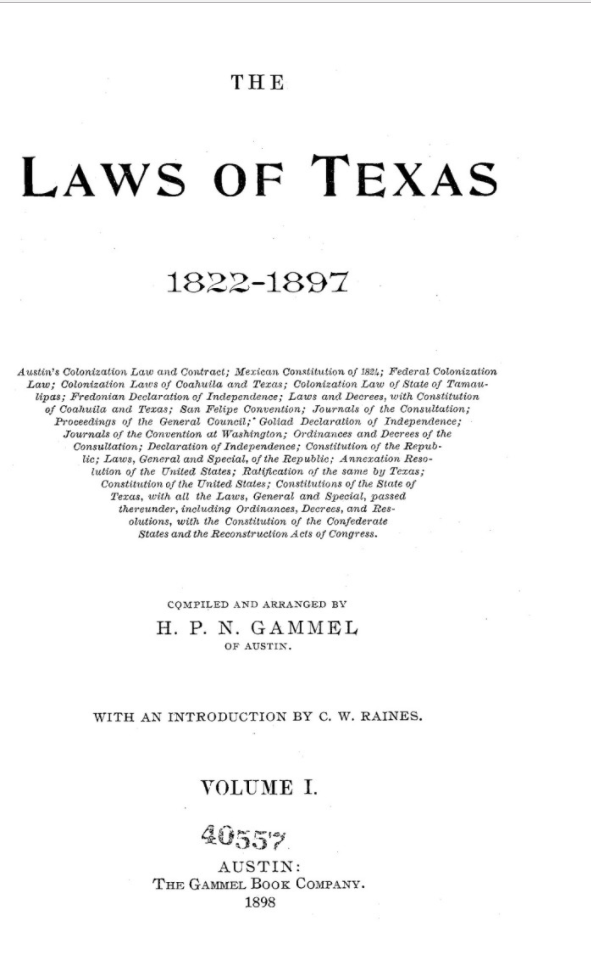 THE
LAWS OF TEXAS
1822-1897
Austin's Colonization Law and Contract; Mexican Constitution of 1824; Federal Colonization
Law; Colonization Laws of Coahuila and Texas; Colonization Law of State of Tamau-
lipas; Fredonian Declaration of Independence; Laws and Decrees, with Constitution
of Coahuila and Texas; San Felipe Convention; Journals of the Consultation;
Proceedings of the General Council; Goliad Declaration of Independence;
Journals of the Convention at Washington; Ordinances and Decrees of the
Consultation; Declaration of Independence; Constitution of the Repub-
lic; Laws, General and Special, of the Republic; Annexation Reso-
lution of the United States; Ratification of the same by Texas;
Constitution of the United States; Constitutions of the State of
Texas, with all the Laws, General and Special, passed
thereunder, including Ordinances, Decrees, and Res-
olutions, with the Constitution of the Confederate
States and the Reconstruction Acts of Congress.
COMPILED AND ARRANGED BY
H. P. N. GAMMEL
OF AUSTIN.
WITH AN INTRODUCTION BY C. W. RAINES.
VOLUME I.
40557
AUSTIN:
THE GAMMEL BOOK COMPANY.
1898